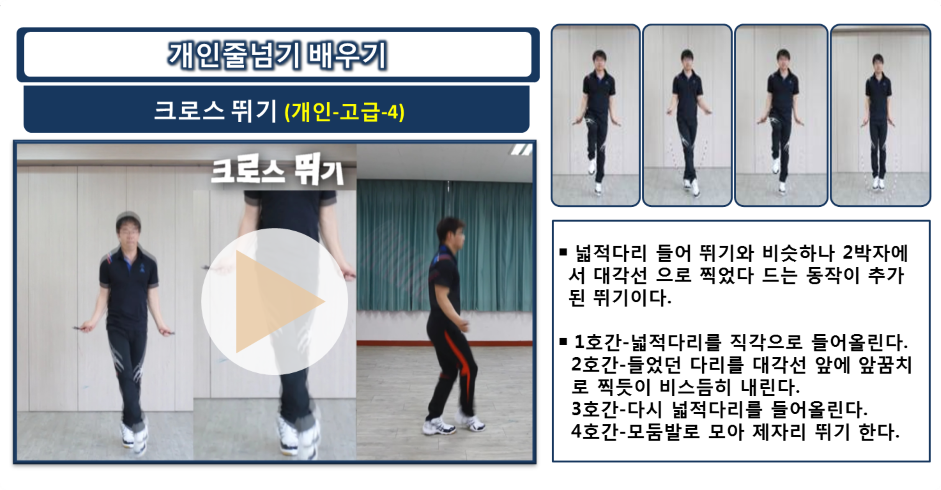 개인줄넘기 배우기
크로스 뛰기 (개인-고급-4)
크로스 뛰기
▪ 넓적다리 들어 뛰기와 비슷하나 2박자에
서 대각선 으로 찍었다 드는 동작이 추가
된 뛰기이다.
▪ 1호간-넓적다리를 직각으로 들어올린다.
2호간-들었던 다리를 대각선 앞에 앞꿈치
로 찍듯이 비스듬히 내린다.
3호간-다시 넓적다리를 들어올린다.
4호간-모둠발로 모아 제자리 뛰기 한다.